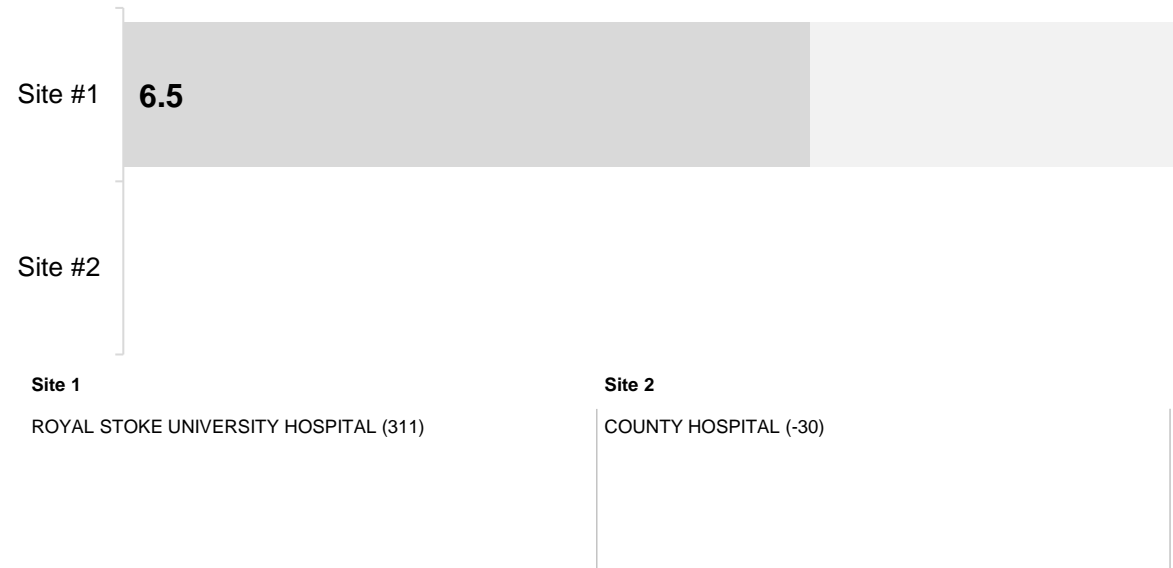 Site #1
6.5
Site #2
Site 1
Site 2
ROYAL STOKE UNIVERSITY HOSPITAL (311)
COUNTY HOSPITAL (-30)